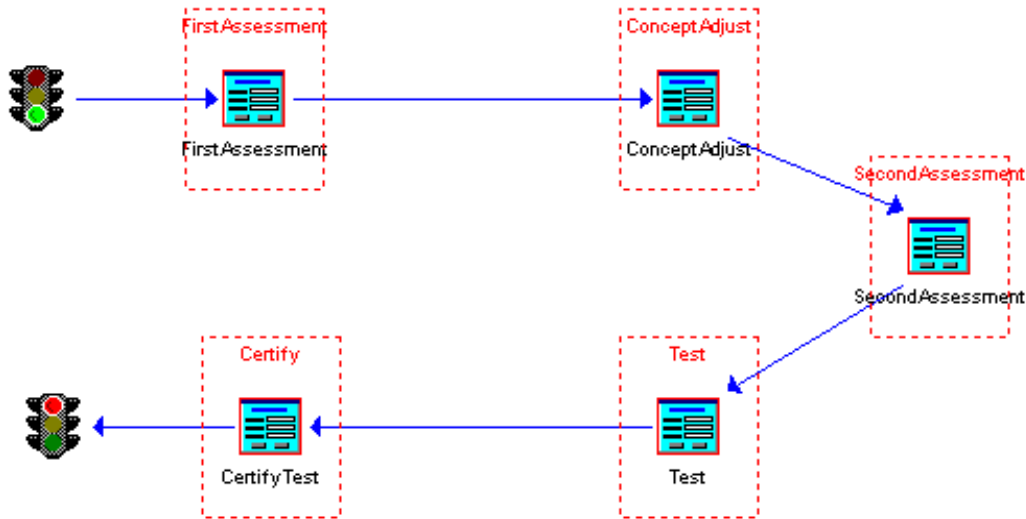 FirstAssessment
ConceptAdjust
FirstAssessment
ConceptAdjust
SecondAssessment
SecondAssessment
Certify
Test
CertifyTest
Test